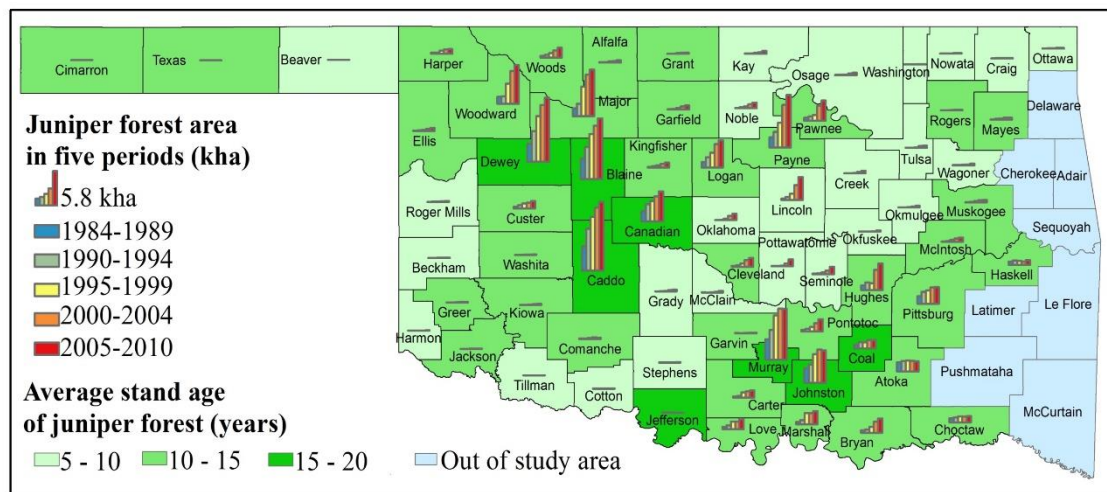 Cimarron
Texas
Beaver
Harper
Woods
Alfalfa
Grant
Kay
Osage
Washington
Nowata
Craig
Ottawa
Woodward
Major
Garfield
Noble
Pawnee
Rogers
Mayes
Delaware
Ellis
Dewey
Blaine
Kingfisher
Logan
Payne
Tulsa
Wagoner
Cherokee
Adair
Roger Mills
Custer
Canadian
Oklahoma
Lincoln
Creek
Okmulgee
Muskogee
Sequoyah
Beckham
Washita
Caddo
Grady
McClain
Cleveland
Pottawatome
Seminole
Okfuskee
McIntosh
Haskell
Hughes
Pittsburg
Latimer
Le Flore
Harmon
Greer
Kiowa
Jackson
Comanche
Tillman
Cotton
Stephens
Garvin
Pontotoc
Murray
Coal
Johnston
Atoka
Pushmataha
McCurtain
Jefferson
Carter
Love
Marshall
Bryan
Choctaw
Juniper forest area
in five periods (kha)
5.8 kha
1984-1989
1990-1994
1995-1999
2000-2004
2005-2010
Average stand age
of juniper forest (years)
5 - 10
10 - 15
15 - 20
Out of study area